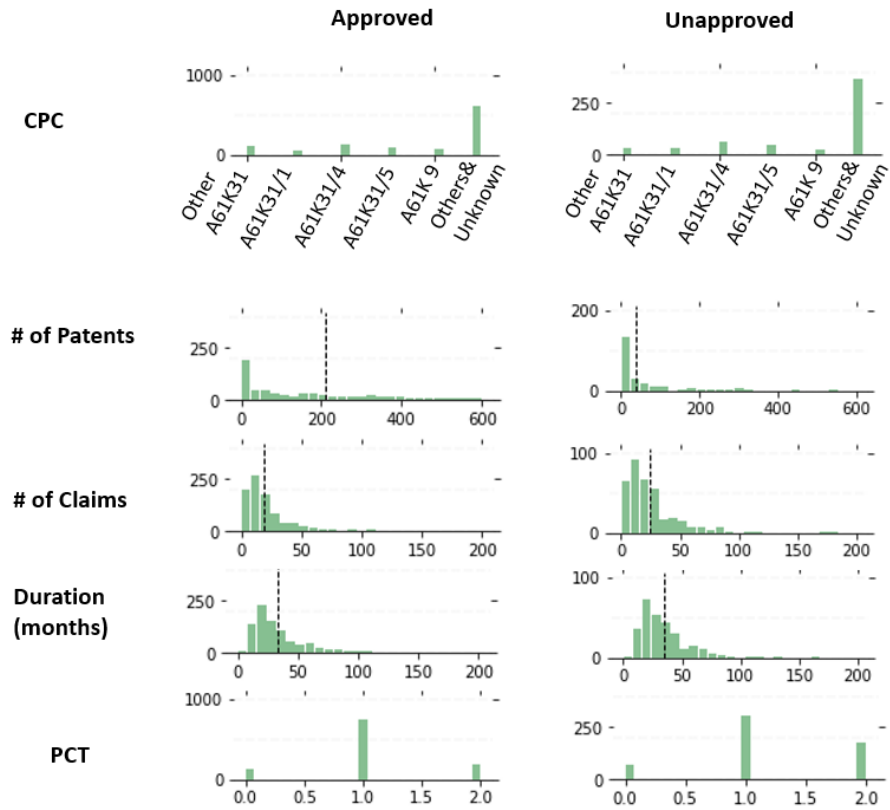 Approved Unapproved
CPC
1000
0
250
0
Other A61K31
A61K31/1
A61K31/4
A61K31/5
A61K 9
Others& Unknown
Other A61K31
A61K31/1
A61K31/4
A61K31/5
A61K 9
Others& Unknown
# of Patents
250
0
0 200 400 600
200
0
0 200 400 600
# of Claims
250
0
0 50 100 150 200
100
0
0 50 100 150 200
Duration
(months)
250
0
0 50 100 150 200
100
0
0 50 100 150 200
PCT
1000
0
0.0 0.5 1.0 1.5 2.0
250
0
0.0 0.5 1.0 1.5 2.0